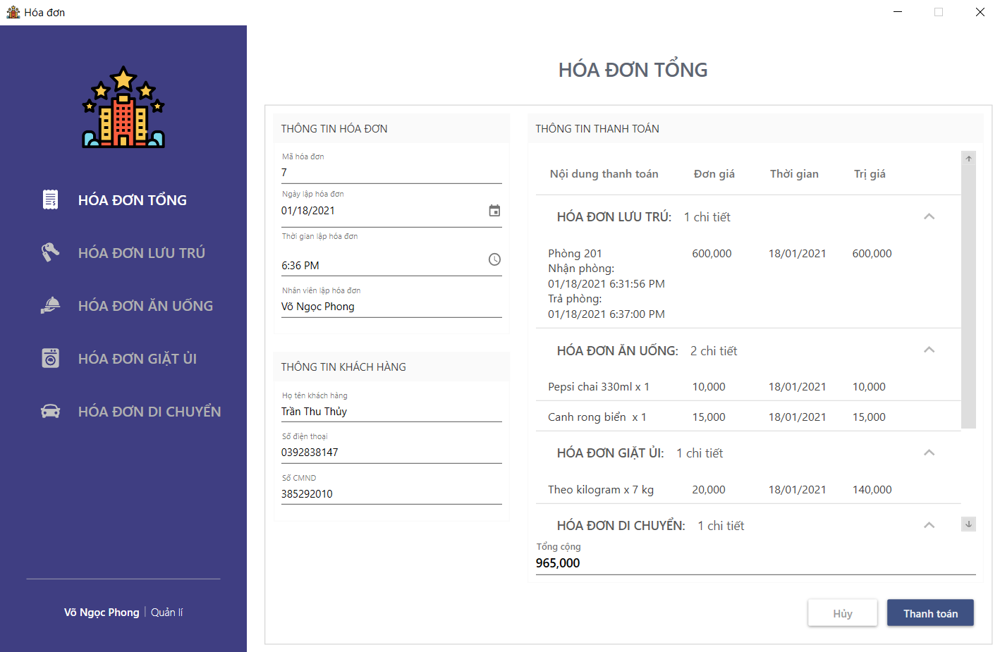 Hóa đơn
HÓA ĐƠN TỔNG
HÓA ĐƠN LƯU TRÚ
HÓA ĐƠN ĂN UỐNG
HÓA ĐƠN GIẶT ỦI
HÓA ĐƠN DI CHUYỂN
Võ Ngọc Phong | Quản lí
HÓA ĐƠN TỔNG
THÔNG TIN HÓA ĐƠN
Mã hóa đơn
7
Ngày lập hóa đơn
01/18/2021
Thời gian lập hóa đơn
6:36 PM
Nhân viên lập hóa đơn
Võ Ngọc Phong
THÔNG TIN KHÁCH HÀNG
Họ tên khách hàng
Trần Thu Thủy
Số điện thoại
0392838147
Số CMND
385292010
THÔNG TIN THANH TOÁN
Nội dung thanh toán Đơn giá Thời gian Trị giá
HÓA ĐƠN LƯU TRÚ: 1 chi tiết
Phòng 201 600,000 18/01/2021 600,000
Nhận phòng:
01/18/2021 6:31:56 PM
Trả phòng:
01/18/2021 6:37:00 PM
HÓA ĐƠN ĂN UỐNG: 2 chi tiết
Pepsi chai 330ml x 1 10,000 18/01/2021 10,000
Canh rong biển x 1 15,000 18/01/2021 15,000
HÓA ĐƠN GIẶT ỦI: 1 chi tiết
Theo kilogram x 7 kg 20,000 18/01/2021 140,000
HÓA ĐƠN DI CHUYỂN: 1 chi tiết
Tổng cộng
965,000
Hủy
Thanh toán